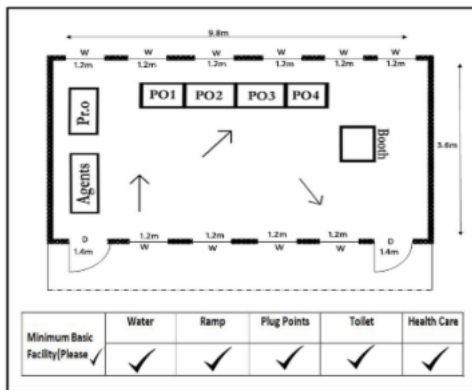 9.8m
W W W W W W
1.2m 1.2m 1.2m 1.2m 1.2m 1.2m
Pr.o
PO1 PO2 PO3 PO4
Booth
3.6m
Agents
D 1.2m 1.2m 1.2m 1.2m D
1.4m W W W W 1.4m
Water Ramp Plug Points Toilet Health Care
Minimum Basic
Facility|Please ✓ ✓ ✓ ✓ ✓ ✓